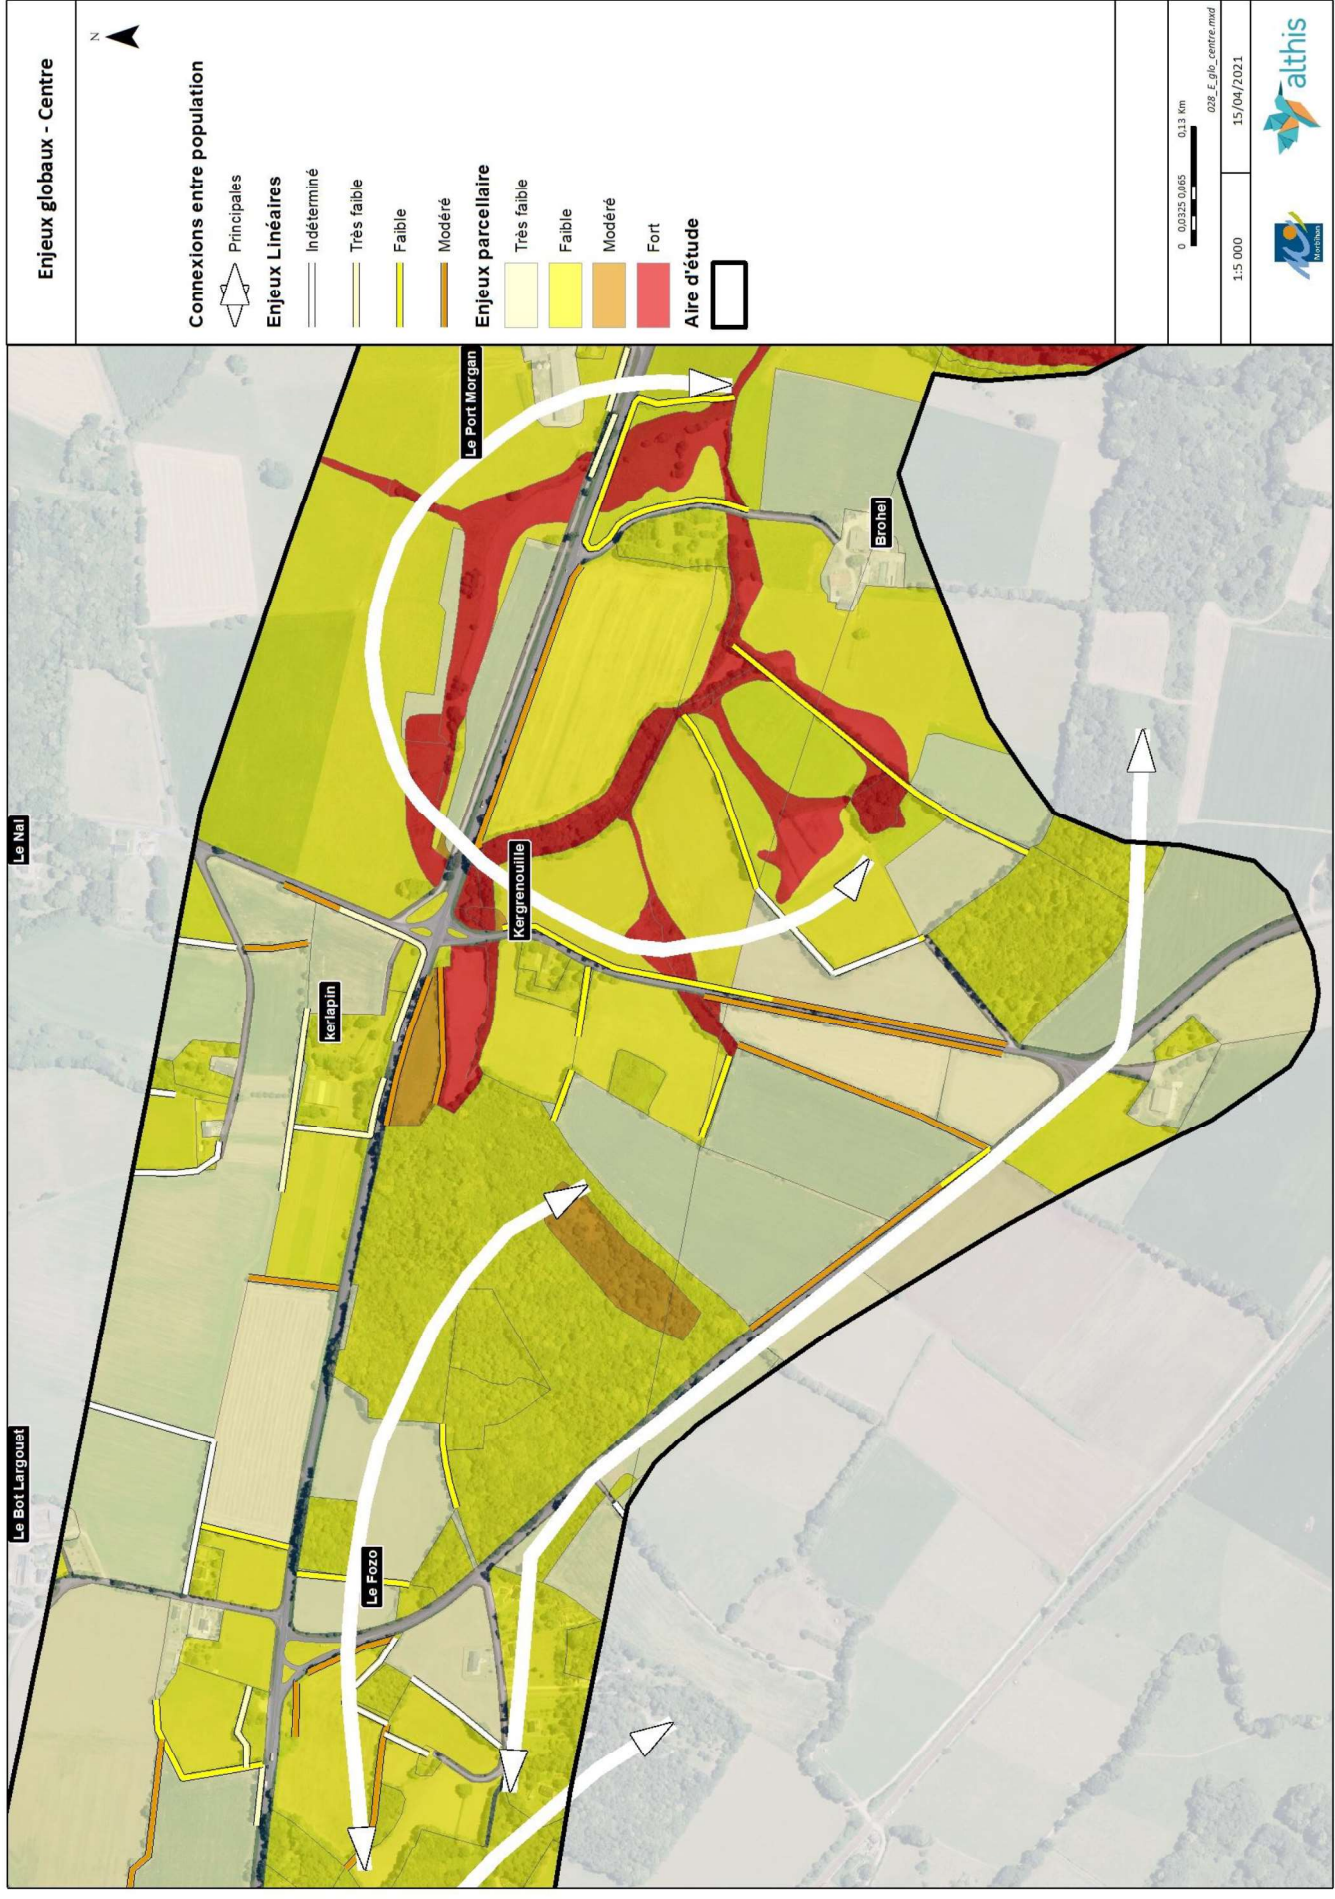 Enjeux globaux - Centre
N
Connexions entre population
Principales
Enjeux Linéaires
Indéterminé
Très faible
Faible
Modéré
Enjeux parcellaire
Très faible
Faible
Modéré
Fort
Aire d'étude
0 0,0325 0,065 0,13 Km
028_E_glo_centre.mxd
1:5 000
15/04/2021
Morbihan
althis
Le Bot Largouet
Le Nal
kerlapin
Le Fozo
Le Port Morgan
Kergrenouille
Brohel